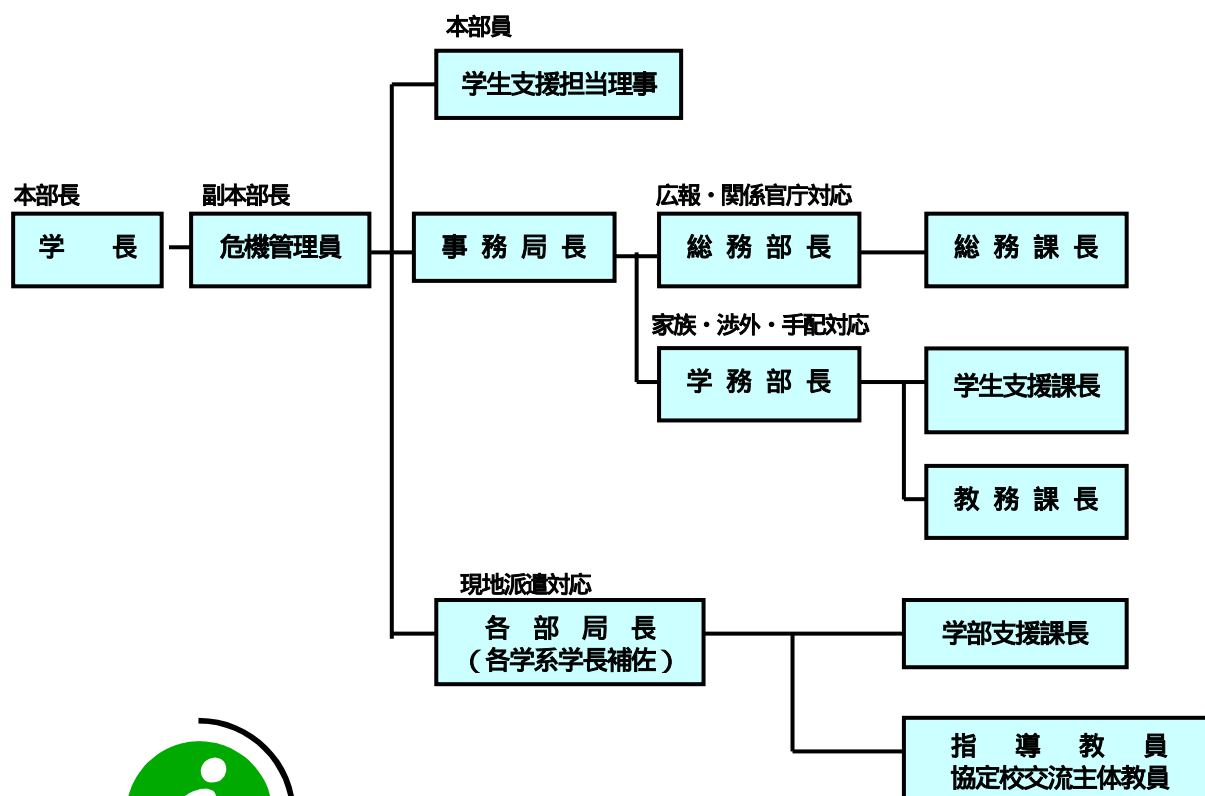 本部員
学生支援担当理事
本部長
学　　長
副本部長
危機管理員
事 務 局 長
広報・関係官庁対応
総 務 部 長
総 務 課 長
家族・渉外・手配対応
学 務 部 長
学生支援課長
教 務 課 長
現地派遣対応
各　部　局　長
（各学系学長補佐）
学部支援課長
指　導　教　員
協定校交流主体教員